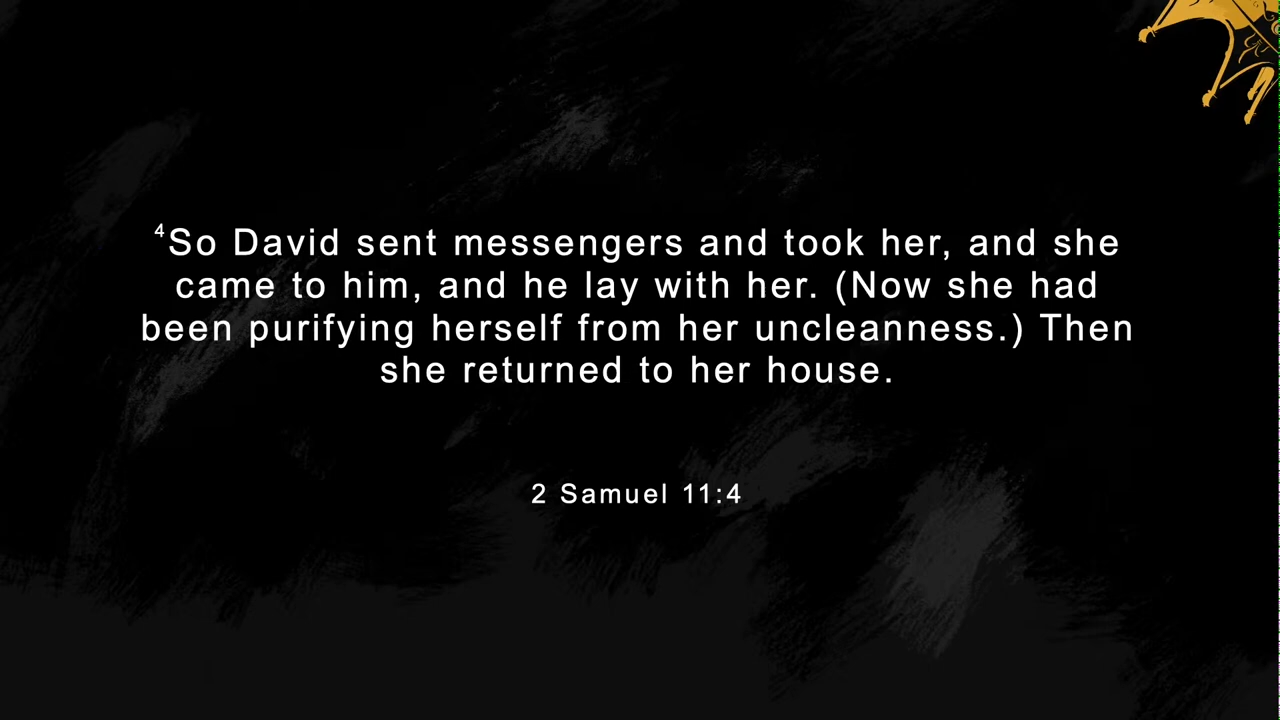 ⁴So David sent messengers and took her, and she
came to him, and he lay with her. (Now she had
been purifying herself from her uncleanness.) Then
she returned to her house.
2 Samuel 11:4